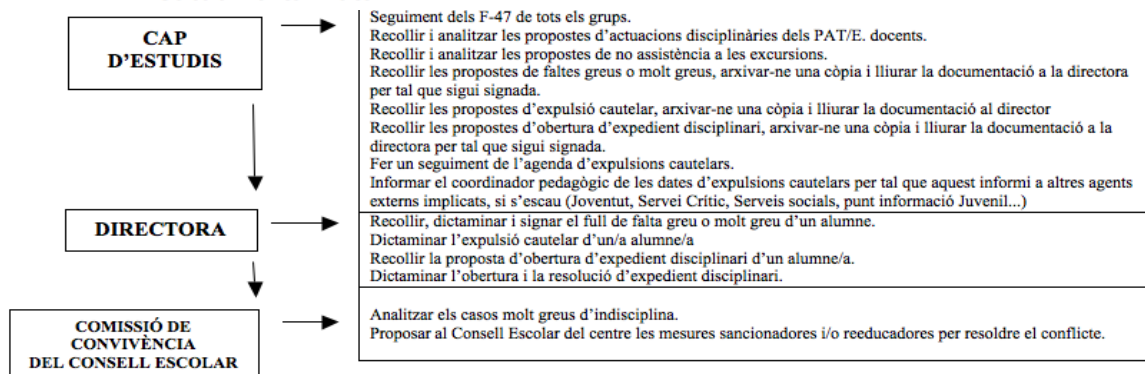 CAP
D'ESTUDIS
Seguiment dels F-47 de tots els grups.
Recollir i analitzar les propostes d'actuacions disciplinàries dels PAT/E. docents.
Recollir i analitzar les propostes de no assistència a les excursions.
Recollir les propostes de faltes greus o molt greus, arxivar-ne una còpia i lliurar la documentació a la directora
per tal que sigui signada.
Recollir les propostes d'expulsió cautelar, arxivar-ne una còpia i lliurar la documentació al director
Recollir les propostes d'obertura d'expedient disciplinari, arxivar-ne una còpia i lliurar la documentació a la
directora per tal que sigui signada.
Fer un seguiment de l'agenda d'expulsions cautelars.
Informar el coordinador pedagògic de les dates d'expulsions cautelars per tal que aquest informi a altres agents
externs implicats, si s'escau (Joventut, Servei Crític, Serveis socials, punt informació Juvenil...)
DIRECTORA
Recollir, dictaminar i signar el full de falta greu o molt greu d'un alumne.
Dictaminar l'expulsió cautelar d'un/a alumne/a
Recollir la proposta d'obertura d'expedient disciplinari d'un alumne/a.
Dictaminar l'obertura i la resolució d'expedient disciplinari.
COMISSIÓ DE
CONVIVÈNCIA
DEL CONSELL ESCOLAR
Analitzar els casos molt greus d'indisciplina.
Proposar al Consell Escolar del centre les mesures sancionadores i/o reeducadores per resoldre el conflicte.